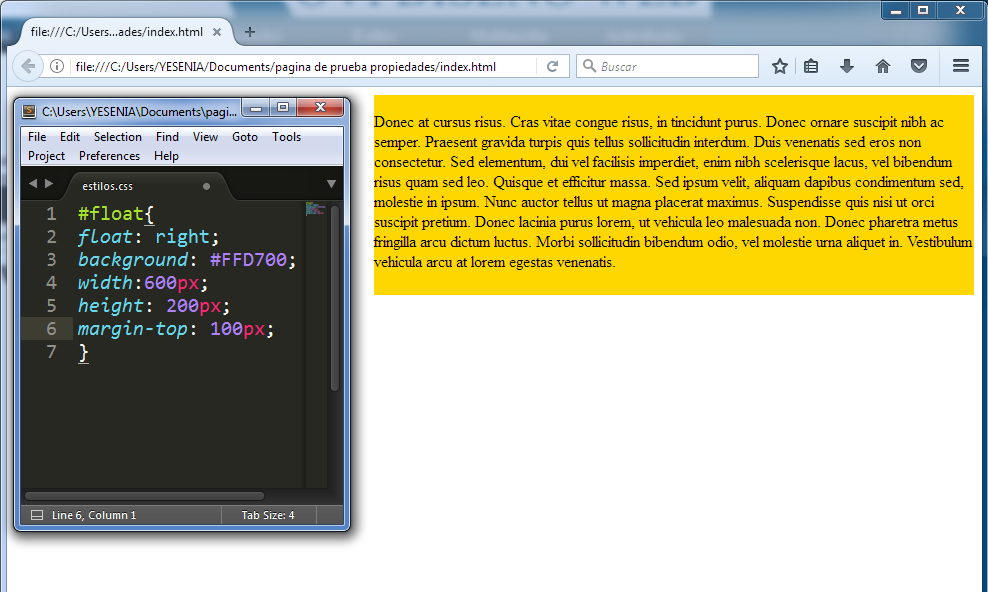 file:///C:/Users...ades/index.html
file:///C:/Users/YESENIA/Documents/pagina de prueba propiedades/index.html
Buscar
C:\Users\YESENIA\Documents\pagi...
File Edit Selection Find View Goto Tools
Project Preferences Help
estilos.css
1 #float{
2 float: right;
3 background: #FFD700;
4 width:600px;
5 height: 200px;
6 margin-top: 100px;
7 }
Line 6, Column 1 Tab Size: 4
Donec at cursus risus. Cras vitae congue risus, in tincidunt purus. Donec ornare suscipit nibh ac
semper. Praesent gravida turpis quis tellus sollicitudin interdum. Duis venenatis sed eros non
consectetur. Sed elementum, dui vel facilisis imperdiet, enim nibh scelerisque lacus, vel bibendum
risus quam sed leo. Quisque et efficitur massa. Sed ipsum velit, aliquam dapibus condimentum sed,
molestie in ipsum. Nunc auctor tellus ut magna placerat maximus. Suspendisse quis nisi ut orci
suscipit pretium. Donec lacinia purus lorem, ut vehicula leo malesuada non. Donec pharetra metus
fringilla arcu dictum luctus. Morbi sollicitudin bibendum odio, vel molestie urna aliquet in. Vestibulum
vehicula arcu at lorem egestas venenatis.